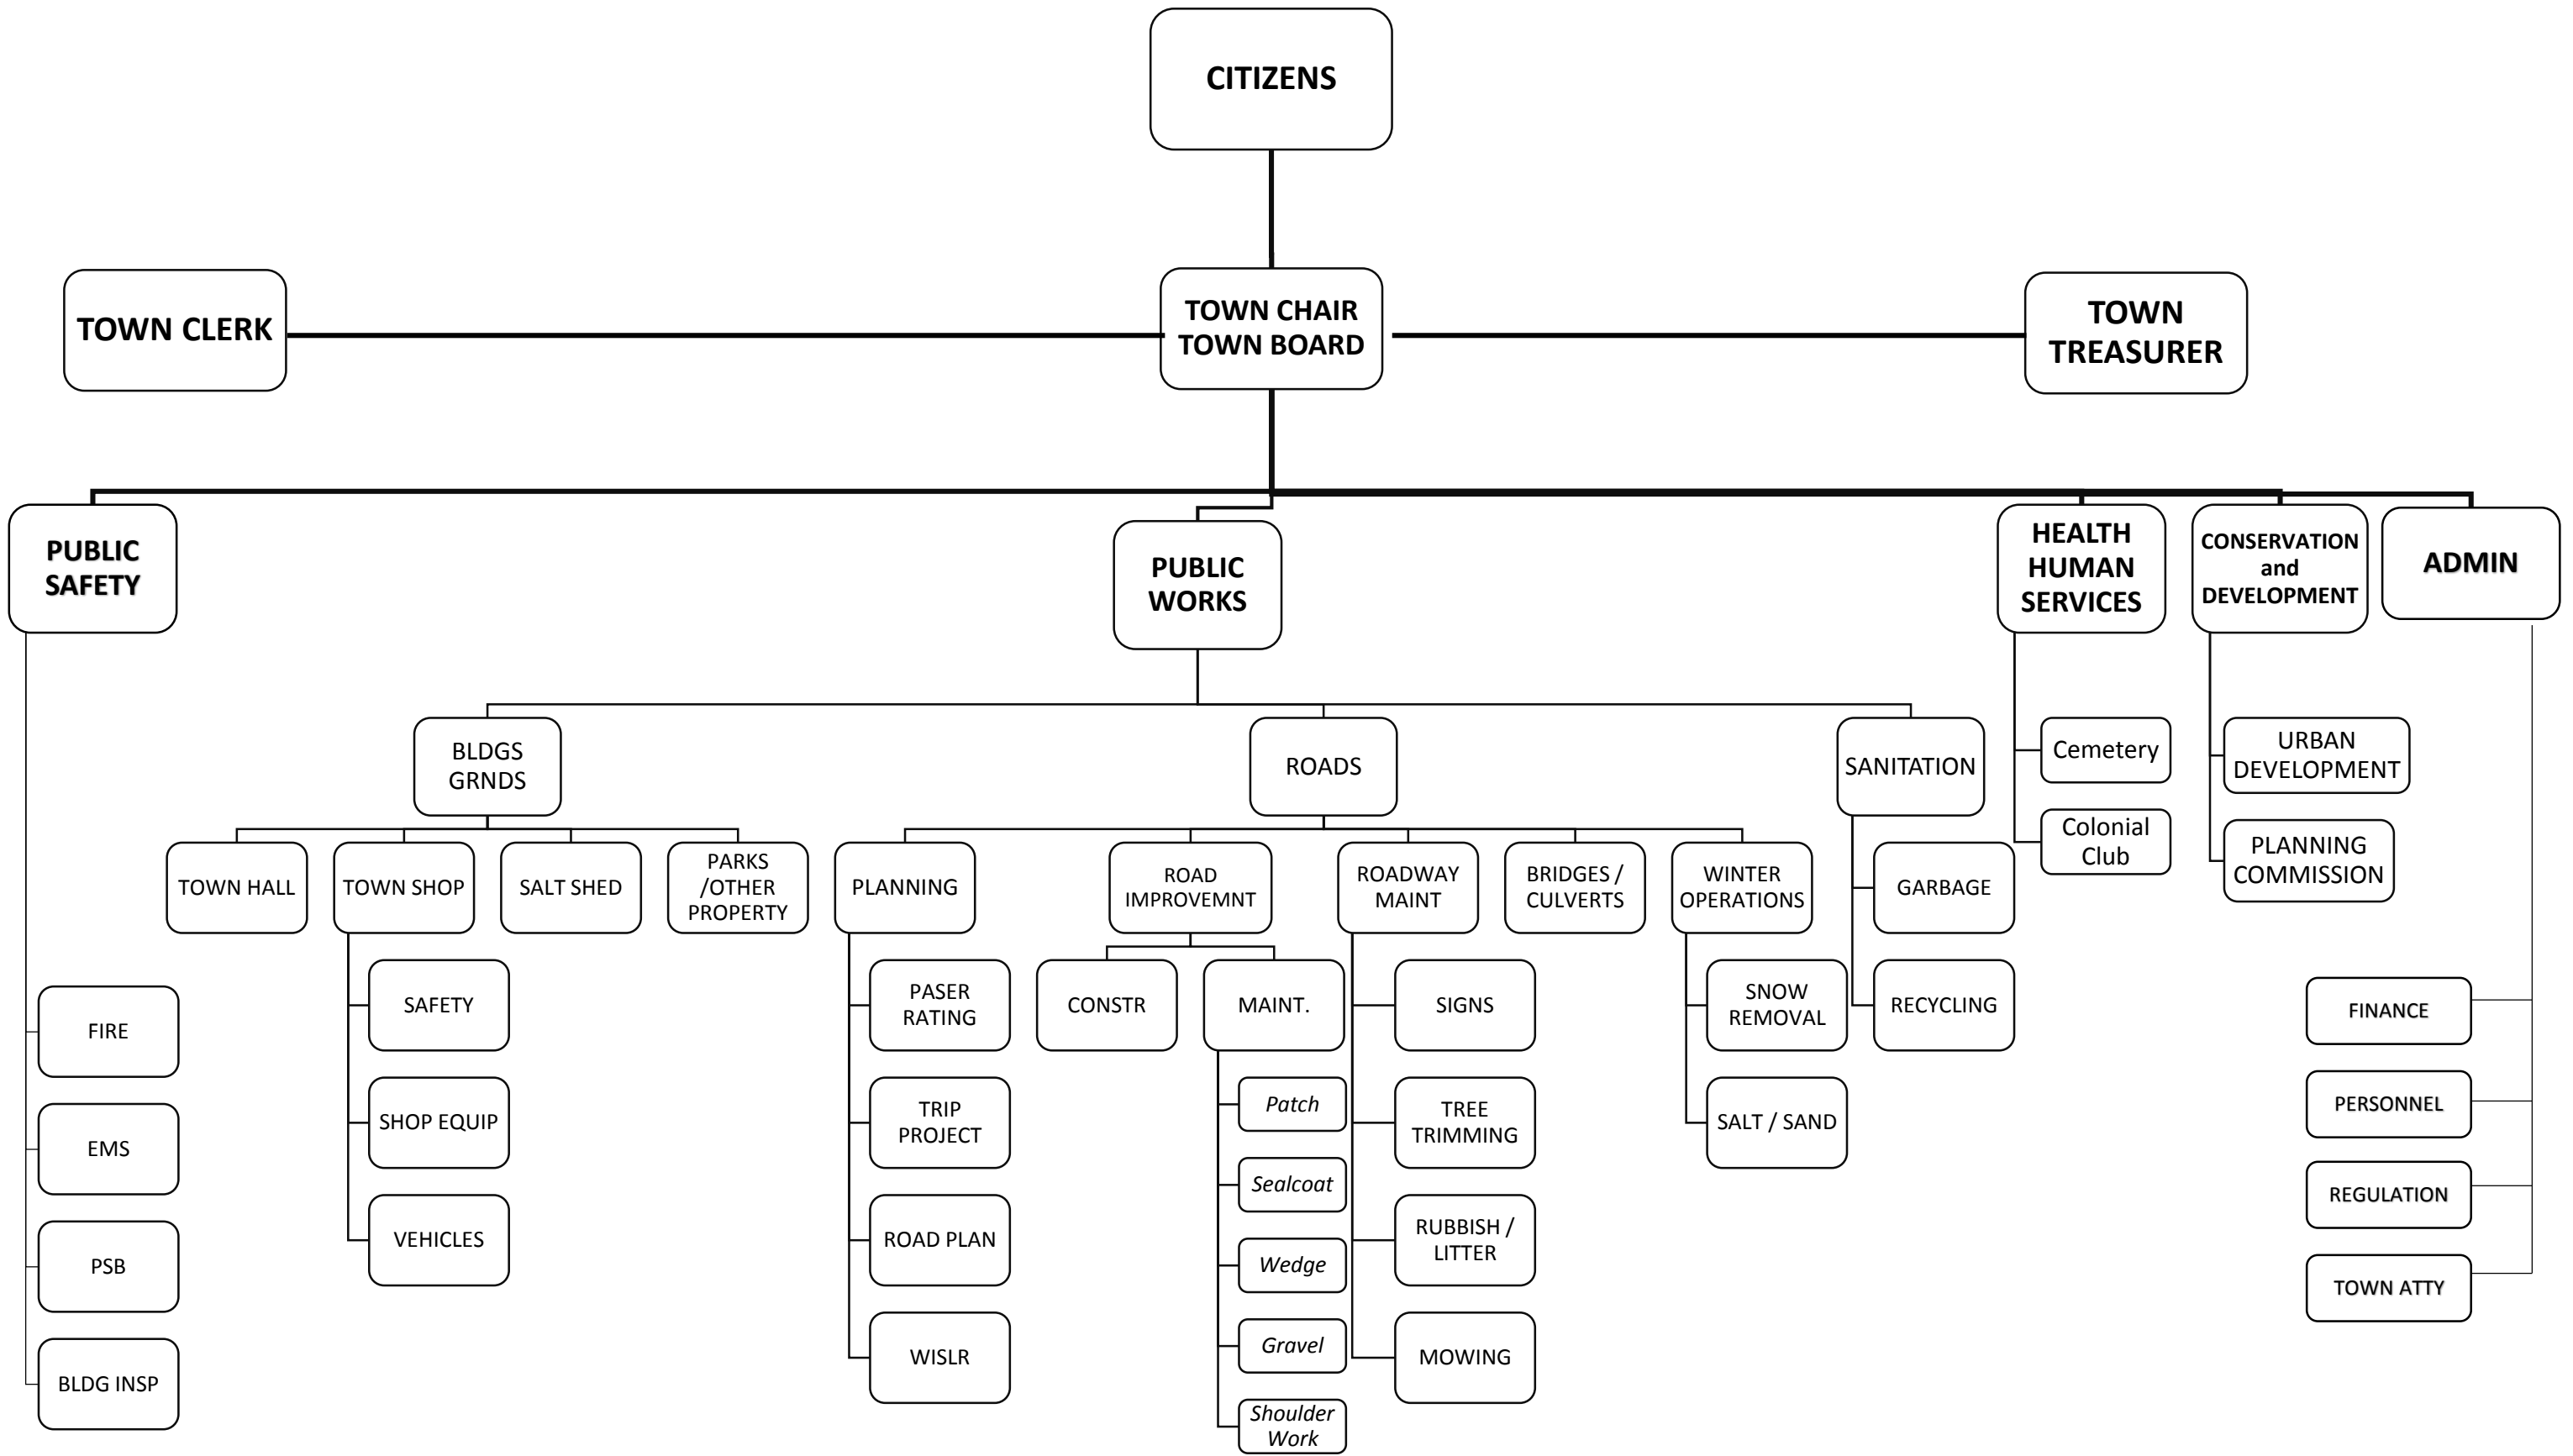 CITIZENS
TOWN CLERK
TOWN CHAIR
TOWN BOARD
TOWN
TREASURER
PUBLIC
SAFETY
PUBLIC
WORKS
HEALTH
HUMAN
SERVICES
CONSERVATION
and
DEVELOPMENT
ADMIN
BLDGS
GRNDS
ROADS
SANITATION
Cemetery
Colonial
Club
URBAN
DEVELOPMENT
PLANNING
COMMISSION
TOWN HALL
TOWN SHOP
SALT SHED
PARKS
/OTHER
PROPERTY
PLANNING
ROAD
IMPROVEMNT
ROADWAY
MAINT
BRIDGES /
CULVERTS
WINTER
OPERATIONS
GARBAGE
RECYCLING
FIRE
EMS
PSB
BLDG INSP
SAFETY
SHOP EQUIP
VEHICLES
PASER
RATING
TRIP
PROJECT
ROAD PLAN
WISLR
CONSTR
MAINT.
Patch
Sealcoat
Wedge
Gravel
Shoulder
Work
SIGNS
TREE
TRIMMING
RUBBISH /
LITTER
MOWING
SNOW
REMOVAL
SALT / SAND
FINANCE
PERSONNEL
REGULATION
TOWN ATTY